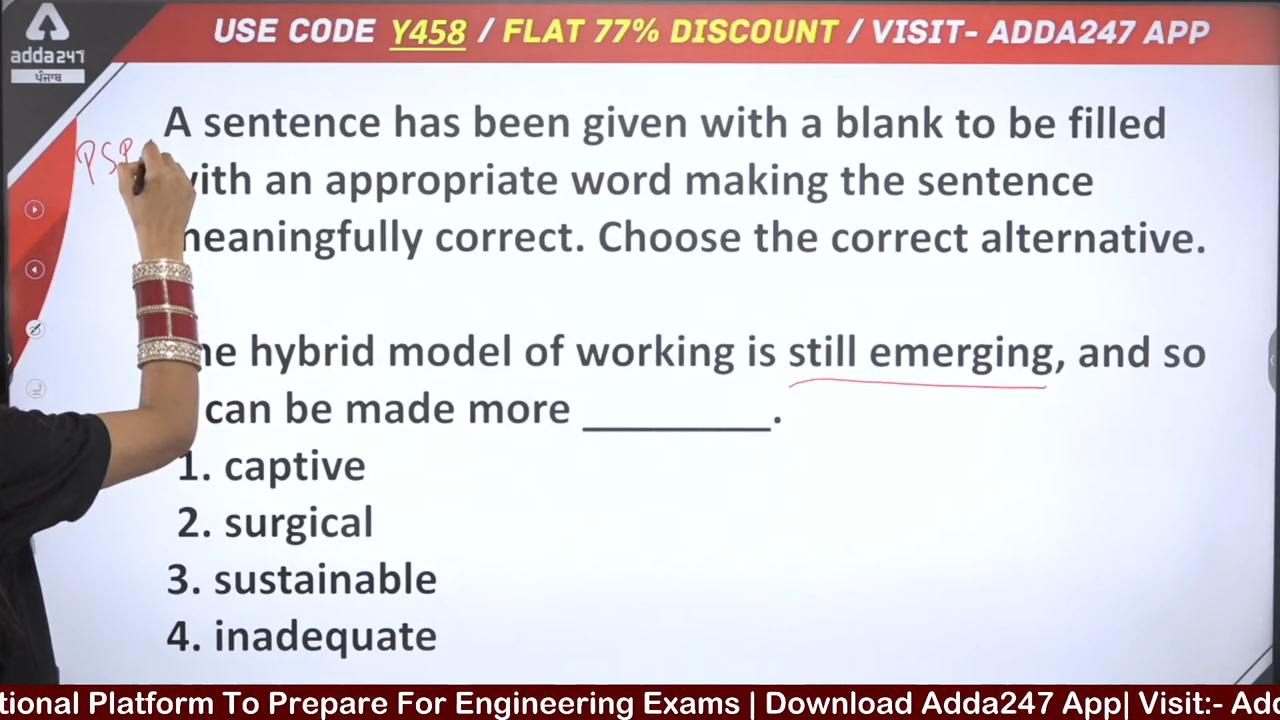 USE CODE Y458 / FLAT 77% DISCOUNT / VISIT- ADDA247 APP
adda247
ਪੰਜਾਬ
PSP
A sentence has been given with a blank to be filled
with an appropriate word making the sentence
meaningfully correct. Choose the correct alternative.
he hybrid model of working is still emerging, and so
can be made more _________.
1. captive
2. surgical
3. sustainable
4. inadequate
tional Platform To Prepare For Engineering Exams | Download Adda247 App| Visit:- Add